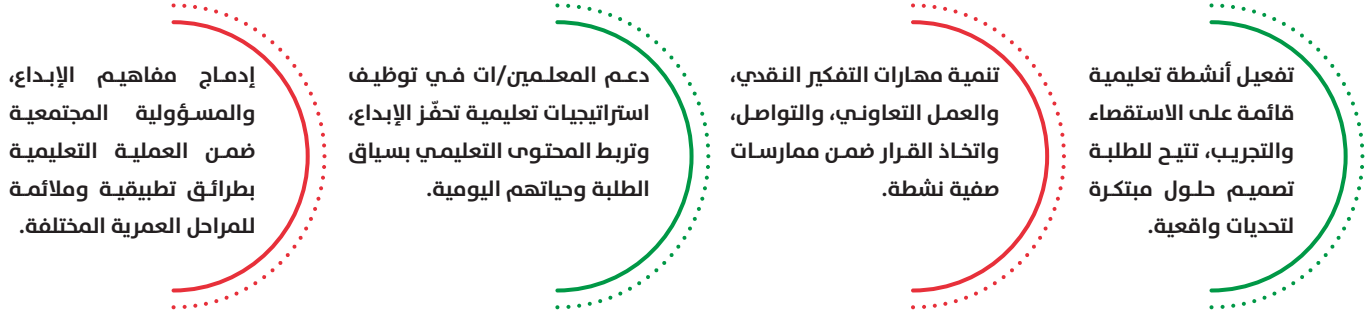 تفعيل أنشطة تعليمية
قائمة على الاستقصاء
والتجريب، تتيح للطلبة
تصميم حلول مبتكرة
لتحديات واقعية.
تنمية مهارات التفكير النقدي،
والعمل التعاوني، والتواصل،
واتخاذ القرار ضمن ممارسات
صفية نشطة.
دعم المعلمين/ات في توظيف
استراتيجيات تعليمية تحفّز الإبداع،
وتربط المحتوى التعليمي بسياق
الطلبة وحياتهم اليومية.
إدماج مفاهيم الإبداع،
والمسؤولية المجتمعية
ضمن العملية التعليمية
بطرائق تطبيقية وملائمة
للمراحل العمرية المختلفة.